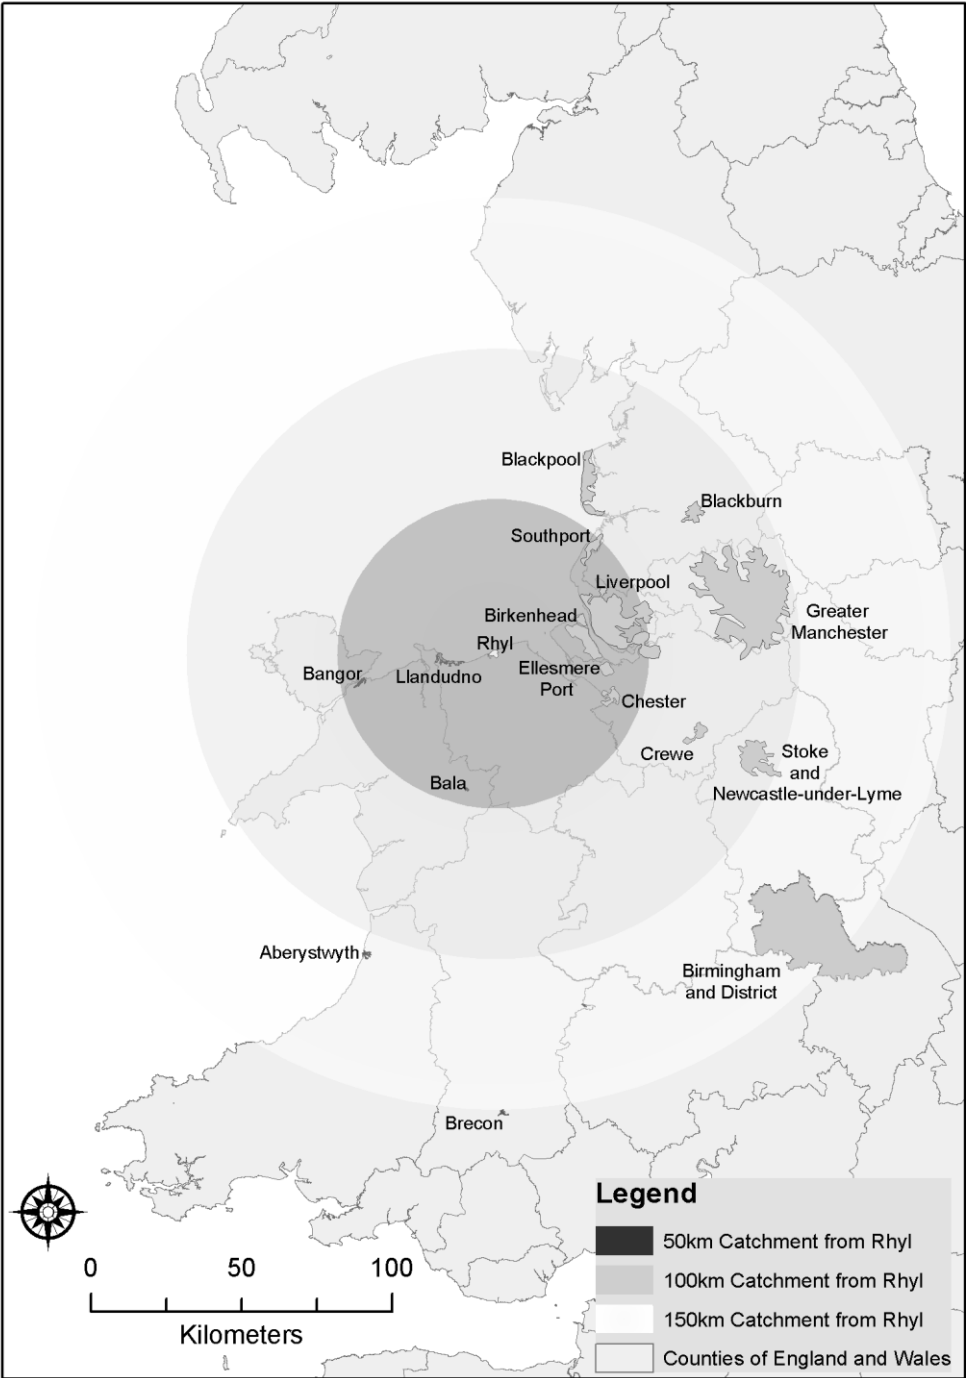 Blackpool
Blackburn
Southport
Liverpool
Birkenhead
Greater
Manchester
Rhyl
Bangor
Llandudno
Ellesmere
Port
Chester
Crewe
Stoke
and
Newcastle-under-Lyme
Bala
Aberystwyth
Birmingham
and District
Brecon
Legend
50km Catchment from Rhyl
100km Catchment from Rhyl
150km Catchment from Rhyl
Counties of England and Wales
0 50 100
Kilometers